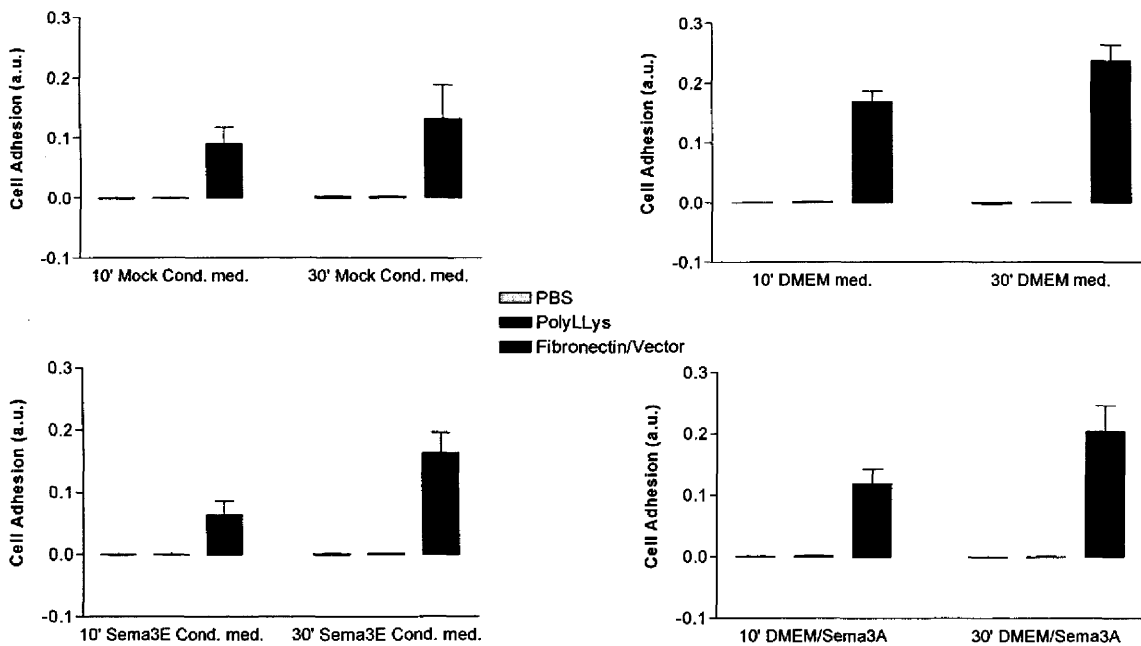 Cell Adhesion (a.u.)
0.3
0.2
0.1
0.0
-0.1
10' Mock Cond. med.
30' Mock Cond. med.
Cell Adhesion (a.u.)
0.3
0.2
0.1
0.0
-0.1
10' DMEM med.
30' DMEM med.
PBS
PolyLLys
Fibronectin/Vector
Cell Adhesion (a.u.)
0.3
0.2
0.1
0.0
-0.1
10' Sema3E Cond. med.
30' Sema3E Cond. med.
Cell Adhesion (a.u.)
0.3
0.2
0.1
0.0
-0.1
10' DMEM/Sema3A
30' DMEM/Sema3A